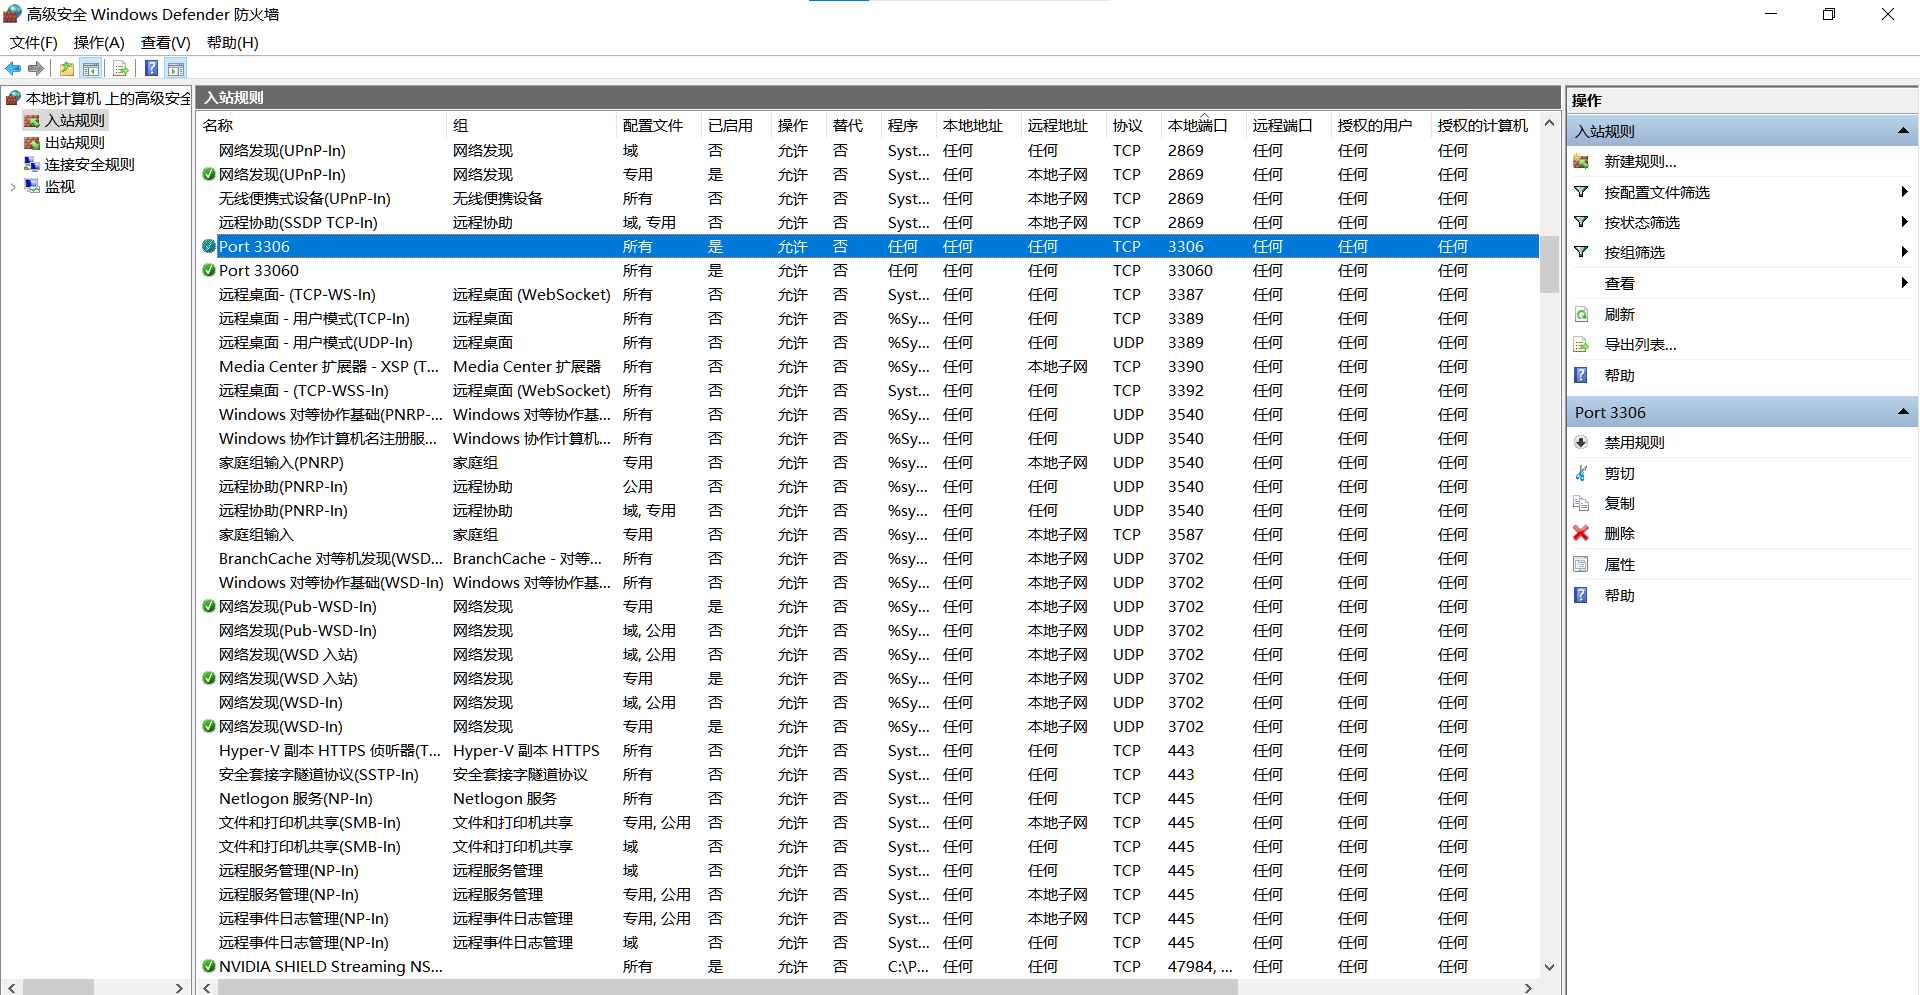 高级安全 Windows Defender 防火墙
文件(F) 操作(A) 查看(V) 帮助(H)
本地计算机 上的高级安全
入站规则
出站规则
连接安全规则
监视
入站规则
名称 组 配置文件 已启用 操作 替代 程序 本地地址 远程地址 协议 本地端口 远程端口 授权的用户 授权的计算机
网络发现(UPnP-In) 网络发现 域 否 允许 否 Syst... 任何 任何 TCP 2869 任何 任何 任何
网络发现(UPnP-In) 网络发现 专用 是 允许 否 Syst... 任何 本地子网 TCP 2869 任何 任何 任何
无线便携式设备(UPnP-In) 无线便携设备 所有 否 允许 否 Syst... 任何 本地子网 TCP 2869 任何 任何 任何
远程协助(SSDP TCP-In) 远程协助 域, 专用 否 允许 否 Syst... 任何 本地子网 TCP 2869 任何 任何 任何
Port 3306 所有 是 允许 否 任何 任何 任何 TCP 3306 任何 任何 任何
Port 33060 所有 是 允许 否 任何 任何 任何 TCP 33060 任何 任何 任何
远程桌面- (TCP-WS-In) 远程桌面 (WebSocket) 所有 否 允许 否 Syst... 任何 任何 TCP 3387 任何 任何 任何
远程桌面 - 用户模式(TCP-In) 远程桌面 所有 否 允许 否 %Sy... 任何 任何 TCP 3389 任何 任何 任何
远程桌面 - 用户模式(UDP-In) 远程桌面 所有 否 允许 否 %Sy... 任何 任何 UDP 3389 任何 任何 任何
Media Center 扩展器 - XSP (T... Media Center 扩展器 所有 否 允许 否 %Sy... 任何 本地子网 TCP 3390 任何 任何 任何
远程桌面 - (TCP-WSS-In) 远程桌面 (WebSocket) 所有 否 允许 否 Syst... 任何 任何 TCP 3392 任何 任何 任何
Windows 对等协作基础(PNRP-... Windows 对等协作基... 所有 否 允许 否 %Sy... 任何 任何 UDP 3540 任何 任何 任何
Windows 协作计算机名注册服... Windows 协作计算机... 所有 否 允许 否 %Sy... 任何 任何 UDP 3540 任何 任何 任何
家庭组输入(PNRP) 家庭组 专用 否 允许 否 %sy... 任何 本地子网 UDP 3540 任何 任何 任何
远程协助(PNRP-In) 远程协助 公用 否 允许 否 %sy... 任何 任何 UDP 3540 任何 任何 任何
远程协助(PNRP-In) 远程协助 域, 专用 否 允许 否 %sy... 任何 任何 UDP 3540 任何 任何 任何
家庭组输入 家庭组 专用 否 允许 否 %sy... 任何 本地子网 TCP 3587 任何 任何 任何
BranchCache 对等机发现(WSD... BranchCache - 对等... 所有 否 允许 否 %sy... 任何 本地子网 UDP 3702 任何 任何 任何
Windows 对等协作基础(WSD-In) Windows 对等协作基... 所有 否 允许 否 %Sy... 任何 本地子网 UDP 3702 任何 任何 任何
网络发现(Pub-WSD-In) 网络发现 专用 是 允许 否 %Sy... 任何 本地子网 UDP 3702 任何 任何 任何
网络发现(Pub-WSD-In) 网络发现 域, 公用 否 允许 否 %Sy... 任何 本地子网 UDP 3702 任何 任何 任何
网络发现(WSD 入站) 网络发现 域, 公用 否 允许 否 %Sy... 任何 本地子网 UDP 3702 任何 任何 任何
网络发现(WSD 入站) 网络发现 专用 是 允许 否 %Sy... 任何 本地子网 UDP 3702 任何 任何 任何
网络发现(WSD-In) 网络发现 域, 公用 否 允许 否 %Sy... 任何 本地子网 UDP 3702 任何 任何 任何
网络发现(WSD-In) 网络发现 专用 是 允许 否 %Sy... 任何 本地子网 UDP 3702 任何 任何 任何
Hyper-V 副本 HTTPS 侦听器(T... Hyper-V 副本 HTTPS 所有 否 允许 否 Syst... 任何 任何 TCP 443 任何 任何 任何
安全套接字隧道协议(SSTP-In) 安全套接字隧道协议 所有 否 允许 否 Syst... 任何 任何 TCP 443 任何 任何 任何
Netlogon 服务(NP-In) Netlogon 服务 所有 否 允许 否 Syst... 任何 任何 TCP 445 任何 任何 任何
文件和打印机共享(SMB-In) 文件和打印机共享 专用, 公用 否 允许 否 Syst... 任何 本地子网 TCP 445 任何 任何 任何
文件和打印机共享(SMB-In) 文件和打印机共享 域 否 允许 否 Syst... 任何 任何 TCP 445 任何 任何 任何
远程服务管理(NP-In) 远程服务管理 域 否 允许 否 Syst... 任何 任何 TCP 445 任何 任何 任何
远程服务管理(NP-In) 远程服务管理 专用, 公用 否 允许 否 Syst... 任何 本地子网 TCP 445 任何 任何 任何
远程事件日志管理(NP-In) 远程事件日志管理 专用, 公用 否 允许 否 Syst... 任何 本地子网 TCP 445 任何 任何 任何
远程事件日志管理(NP-In) 远程事件日志管理 域 否 允许 否 Syst... 任何 任何 TCP 445 任何 任何 任何
NVIDIA SHIELD Streaming NS... 所有 是 允许 否 C:\P... 任何 任何 TCP 47984, ... 任何 任何 任何
操作
入站规则
新建规则...
按配置文件筛选
按状态筛选
按组筛选
查看
刷新
导出列表...
帮助
Port 3306
禁用规则
剪切
复制
删除
属性
帮助